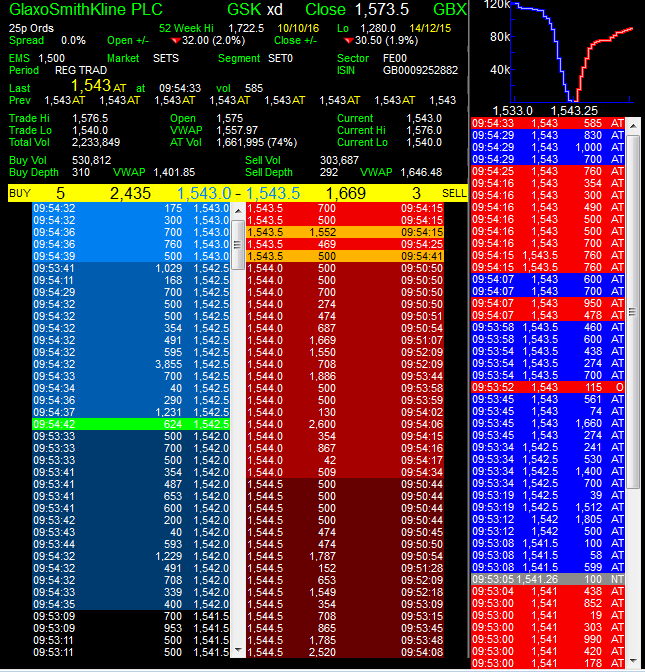 GlaxoSmithKline PLC GSK xd Close 1,573.5 GBX
25p Ords 52 Week Hi 1,722.5 10/10/16 Lo 1,280.0 14/12/15
Spread 0.0% Open +/- 32.00 (2.0%) Close +/- 30.50 (1.9%)
EMS 1,500 Market SETS Segment SET0 Sector FE00
Period REG TRAD ISIN GB0009252882
Last 1,543 AT at 09:54:33 vol 585
Prev 1,543 AT 1,543 AT 1,543 AT 1,543 AT 1,543 AT 1,543 AT 1,543
Trade Hi 1,576.5 Open 1,575 Current 1,543.0
Trade Lo 1,540.0 VWAP 1,557.97 Current Hi 1,576.0
Total Vol 2,233,849 AT Vol 1,661,995 (74%) Current Lo 1,540.0
Buy Vol 530,812 Sell Vol 303,687
Buy Depth 310 VWAP 1,401.85 Sell Depth 292 VWAP 1,646.48
120k
80k
40k
1,533.0 1,543.25
BUY 5 2,435 1,543.0 - 1,543.5 1,669 3 SELL
09:54:32 175 1,543.0 1,543.5 700 09:54:15
09:54:32 300 1,543.0 1,543.5 500 09:54:15
09:54:36 700 1,543.0 1,543.5 1,552 09:54:15
09:54:36 760 1,543.0 1,543.5 469 09:54:25
09:54:39 500 1,543.0 1,543.5 500 09:54:41
09:53:41 1,029 1,542.5 1,544.0 500 09:50:50
09:54:11 168 1,542.5 1,544.0 500 09:50:50
09:54:29 700 1,542.5 1,544.0 700 09:50:50
09:54:32 500 1,542.5 1,544.0 274 09:50:50
09:54:32 500 1,542.5 1,544.0 474 09:50:51
09:54:32 354 1,542.5 1,544.0 687 09:50:54
09:54:32 491 1,542.5 1,544.0 1,669 09:51:07
09:54:32 595 1,542.5 1,544.0 1,550 09:52:09
09:54:32 3,855 1,542.5 1,544.0 708 09:52:09
09:54:33 700 1,542.5 1,544.0 1,886 09:53:44
09:54:34 40 1,542.5 1,544.0 500 09:53:58
09:54:36 290 1,542.5 1,544.0 500 09:53:59
09:54:37 1,231 1,542.5 1,544.0 130 09:54:02
09:54:42 624 1,542.5 1,544.0 2,600 09:54:06
09:53:33 500 1,542.0 1,544.0 354 09:54:15
09:53:33 700 1,542.0 1,544.0 867 09:54:16
09:53:33 500 1,542.0 1,544.0 42 09:54:17
09:53:41 354 1,542.0 1,544.0 509 09:54:34
09:53:41 487 1,542.0 1,544.5 500 09:50:44
09:53:41 653 1,542.0 1,544.5 500 09:50:44
09:53:41 600 1,542.0 1,544.5 500 09:50:44
09:53:42 200 1,542.0 1,544.5 500 09:50:44
09:53:43 40 1,542.0 1,544.5 474 09:50:45
09:53:44 593 1,542.0 1,544.5 474 09:50:50
09:54:32 1,229 1,542.0 1,544.5 1,787 09:50:54
09:54:32 491 1,542.0 1,544.5 152 09:51:28
09:54:32 708 1,542.0 1,544.5 653 09:52:09
09:54:33 339 1,542.0 1,544.5 1,549 09:52:18
09:54:35 400 1,542.0 1,544.5 354 09:53:39
09:53:09 700 1,541.5 1,544.5 708 09:53:45
09:53:09 953 1,541.5 1,544.5 865 09:53:45
09:53:11 500 1,541.5 1,544.5 1,785 09:53:48
09:53:11 500 1,541.5 1,544.5 2,520 09:54:08
09:54:33 1,543 585 AT
09:54:29 1,543 830 AT
09:54:29 1,543 1,000 AT
09:54:29 1,543 700 AT
09:54:25 1,543 760 AT
09:54:16 1,543 354 AT
09:54:16 1,543 300 AT
09:54:16 1,543 490 AT
09:54:16 1,543 500 AT
09:54:16 1,543 500 AT
09:54:16 1,543 700 AT
09:54:15 1,543.5 760 AT
09:54:15 1,543.5 760 AT
09:54:07 1,543 600 AT
09:54:07 1,543 700 AT
09:54:07 1,543 950 AT
09:54:07 1,543 478 AT
09:53:58 1,543.5 460 AT
09:53:58 1,543.5 600 AT
09:53:54 1,543.5 438 AT
09:53:54 1,543.5 274 AT
09:53:54 1,543.5 700 AT
09:53:52 1,543 115 O
09:53:45 1,543 561 AT
09:53:45 1,543 74 AT
09:53:45 1,543 1,660 AT
09:53:45 1,543 274 AT
09:53:34 1,542.5 241 AT
09:53:34 1,542.5 530 AT
09:53:34 1,542.5 1,400 AT
09:53:34 1,542.5 700 AT
09:53:19 1,542.5 39 AT
09:53:19 1,542.5 1,512 AT
09:53:12 1,542 1,805 AT
09:53:12 1,542 500 AT
09:53:08 1,541.5 100 AT
09:53:08 1,541.5 58 AT
09:53:08 1,541.5 599 AT
09:53:05 1,541.26 100 NT
09:53:04 1,541 438 AT
09:53:00 1,541 852 AT
09:53:00 1,541 19 AT
09:53:00 1,541 303 AT
09:53:00 1,541 990 AT
09:53:00 1,541 420 AT
09:53:00 1,541 178 AT